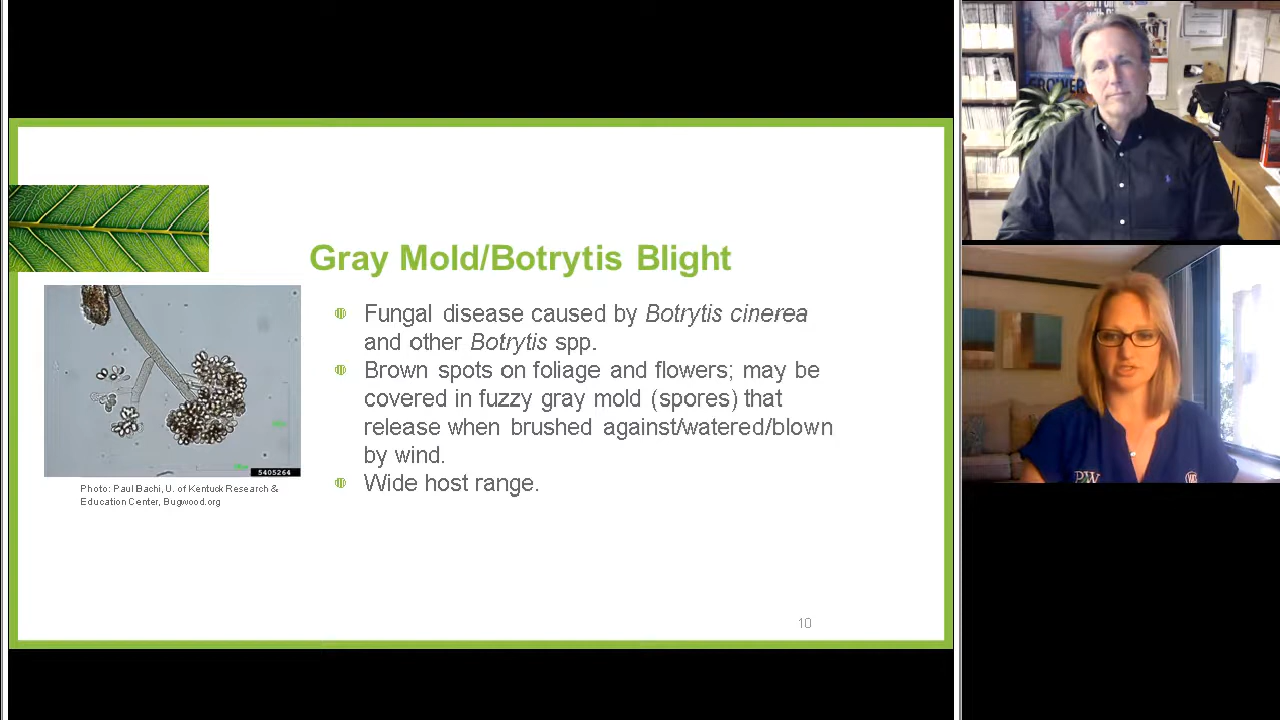 Gray Mold/Botrytis Blight
Fungal disease caused by Botrytis cinerea
and other Botrytis spp.
Brown spots on foliage and flowers; may be
covered in fuzzy gray mold (spores) that
release when brushed against/watered/blown
by wind.
Wide host range.
5405264
Photo: Paul Bachi, U. of Kentuck Research &
Education Center, Bugwood.org
10
GROWER
PW